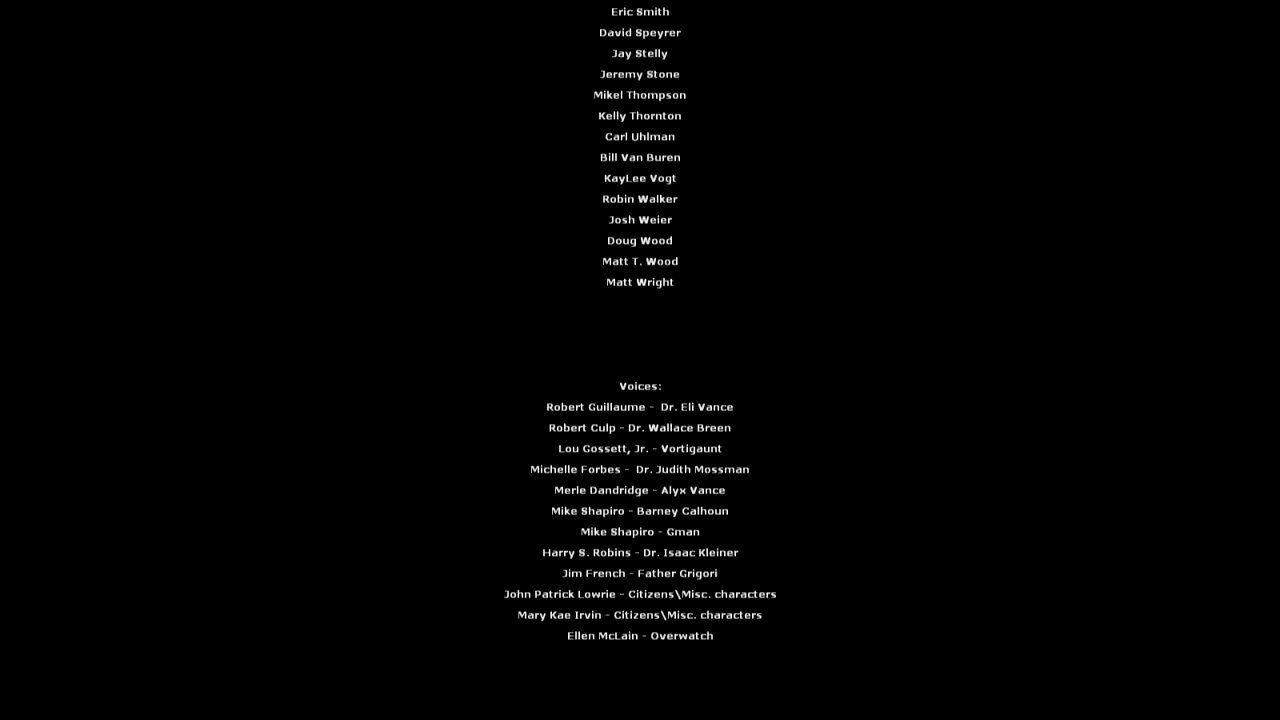 Eric Smith
David Speyrer
Jay Stelly
Jeremy Stone
Mikel Thompson
Kelly Thornton
Carl Uhlman
Bill Van Buren
KayLee Vogt
Robin Walker
Josh Weier
Doug Wood
Matt T. Wood
Matt Wright
Voices:
Robert Guillaume -  Dr. Eli Vance
Robert Culp - Dr. Wallace Breen
Lou Gossett, Jr. - Vortigaunt
Michelle Forbes -  Dr. Judith Mossman
Merle Dandridge - Alyx Vance
Mike Shapiro - Barney Calhoun
Mike Shapiro - Gman
Harry S. Robins - Dr. Isaac Kleiner
Jim French - Father Grigori
John Patrick Lowrie - Citizens\Misc. characters
Mary Kae Irvin - Citizens\Misc. characters
Ellen McLain - Overwatch